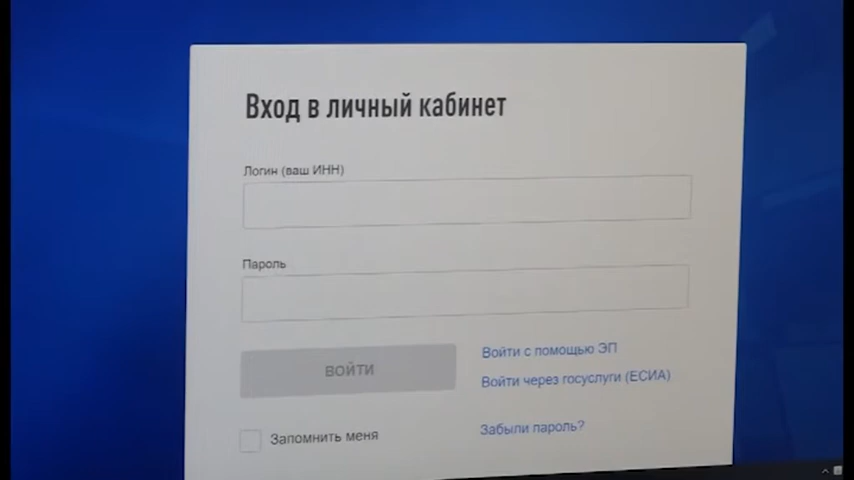 Вход в личный кабинет
Логин (ваш ИНН)
Пароль
ВОЙТИ
Войти с помощью ЭП
Войти через госуслуги (ЕСИА)
Запомнить меня
Забыли пароль?